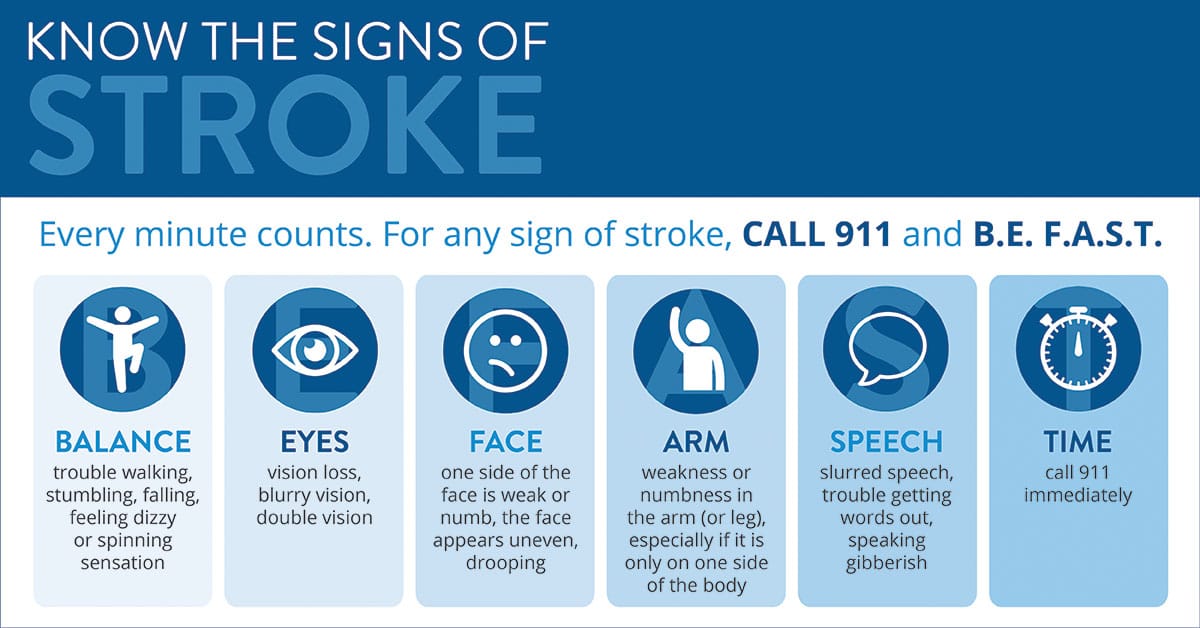 KNOW THE SIGNS OF
STROKE
Every minute counts. For any sign of stroke, CALL 911 and B.E. F.A.S.T.
B
BALANCE
trouble walking,
stumbling, falling,
feeling dizzy
or spinning
sensation
E
EYES
vision loss,
blurry vision,
double vision
F
FACE
one side of the
face is weak or
numb, the face
appears uneven,
drooping
A
ARM
weakness or
numbness in
the arm (or leg),
especially if it is
only on one side
of the body
S
SPEECH
slurred speech,
trouble getting
words out,
speaking
gibberish
T
TIME
call 911
immediately